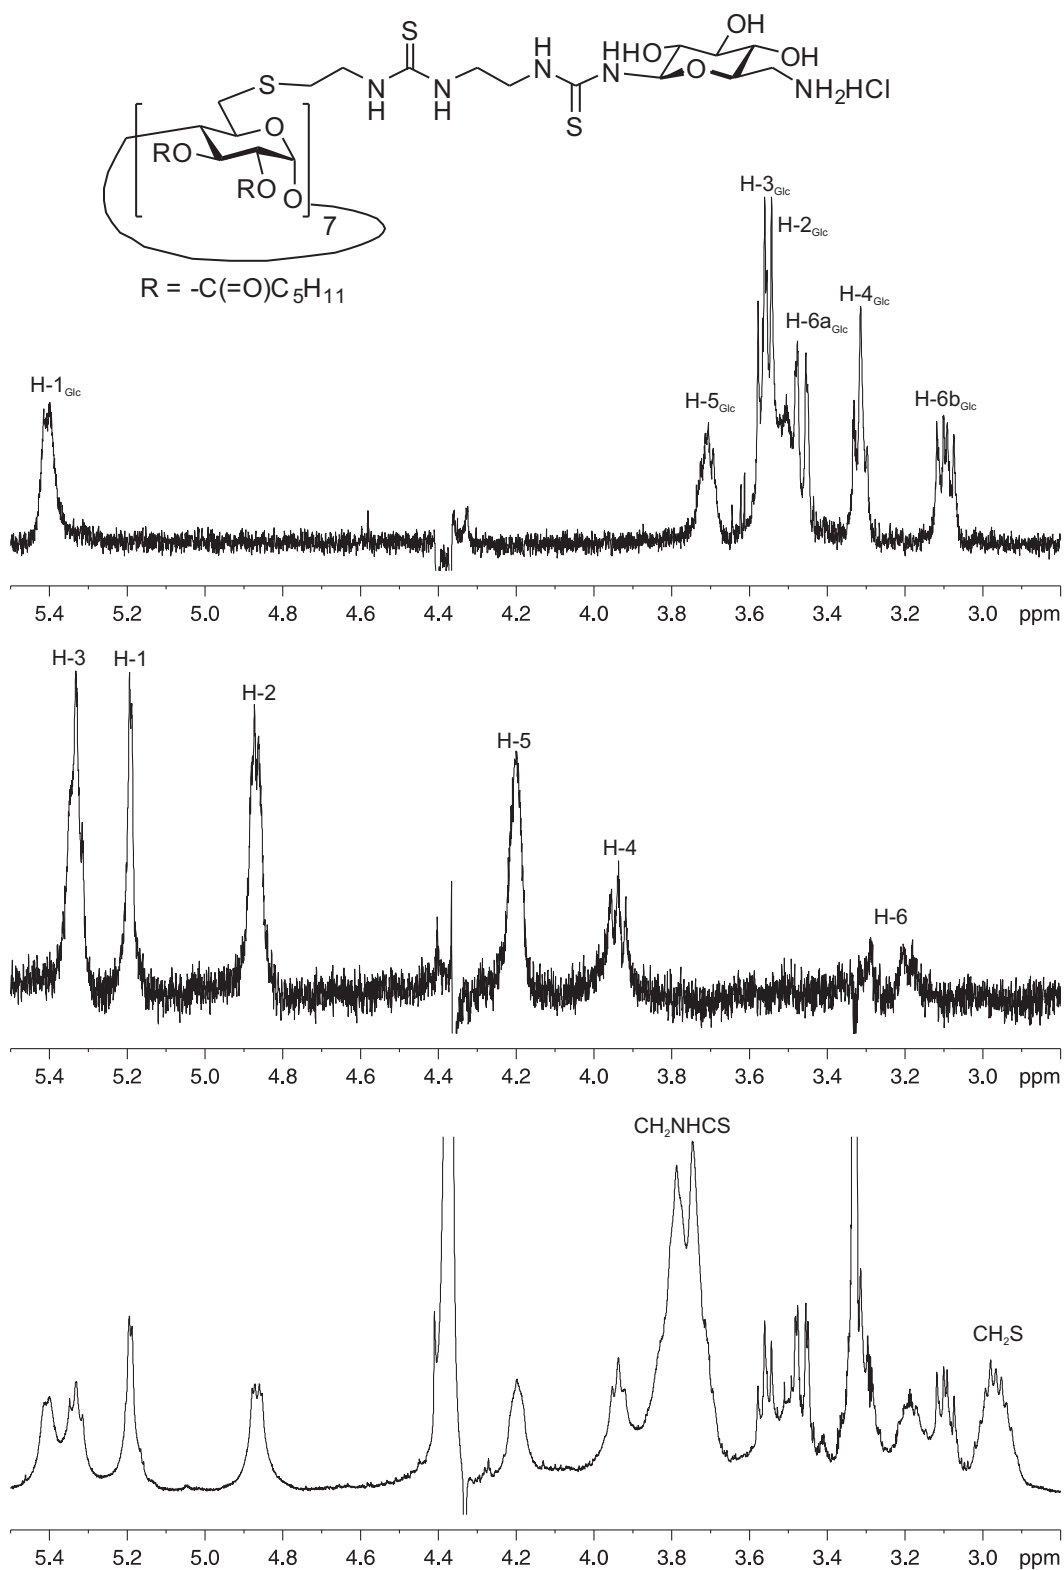 S
OH
H
H
HO
OH
S
N
N
N
N
O
NH2HCl
H
H
H
S
O
RO
RO
O
7
R = -C(=O)C5H11
H-3Glc
H-2Glc
H-4Glc
H-6aGlc
H-1Glc
H-5Glc
H-6bGlc
5.4 5.2 5.0 4.8 4.6 4.4 4.2 4.0 3.8 3.6 3.4 3.2 3.0 ppm
H-3 H-1
H-2
H-5
H-4
H-6
5.4 5.2 5.0 4.8 4.6 4.4 4.2 4.0 3.8 3.6 3.4 3.2 3.0 ppm
CH2NHCS
CH2S
5.4 5.2 5.0 4.8 4.6 4.4 4.2 4.0 3.8 3.6 3.4 3.2 3.0 ppm